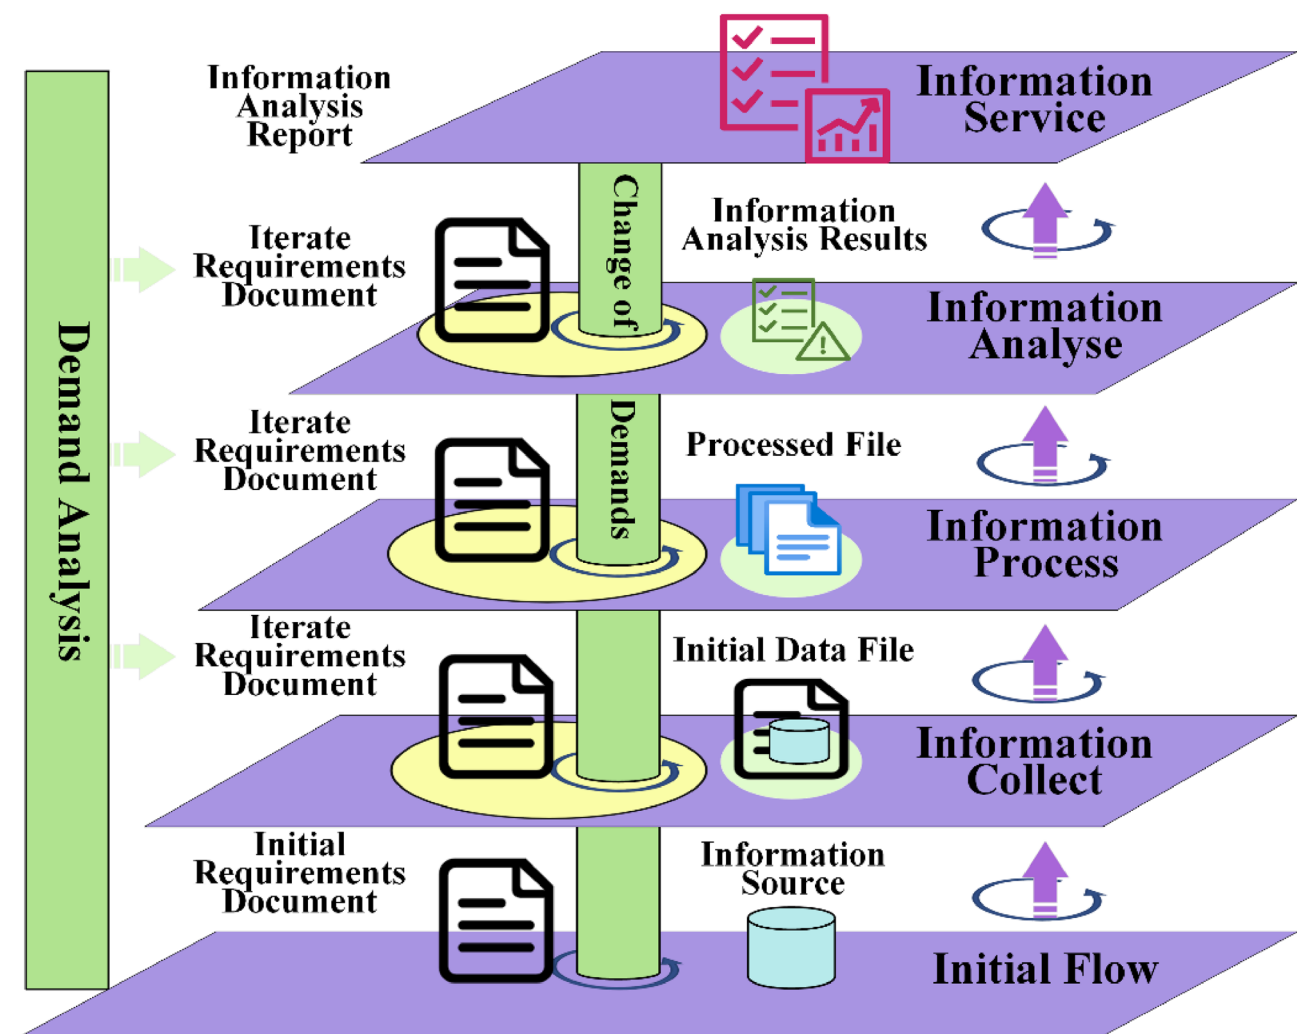 Information
Analysis
Report
Information
Service
Change of
Demands
Iterate
Requirements
Document
Information
Analysis Results
Information
Analyse
Demand Analysis
Iterate
Requirements
Document
Processed File
Information
Process
Iterate
Requirements
Document
Initial Data File
Information
Collect
Initial
Requirements
Document
Information
Source
Initial Flow